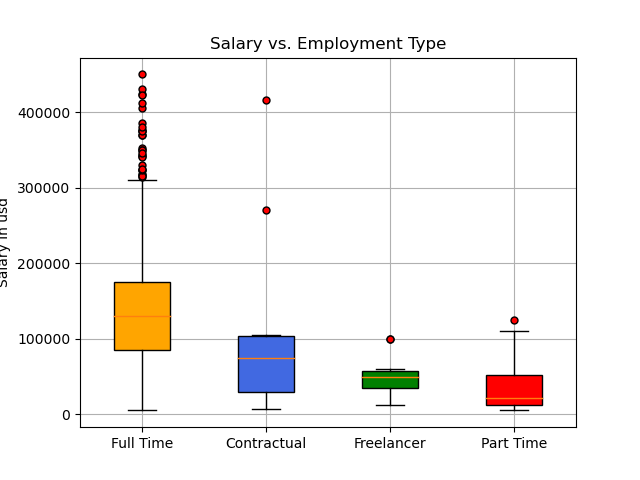 Salary vs. Employment Type
400000
300000
200000
100000
0
Salary in usd
Full Time Contractual Freelancer Part Time